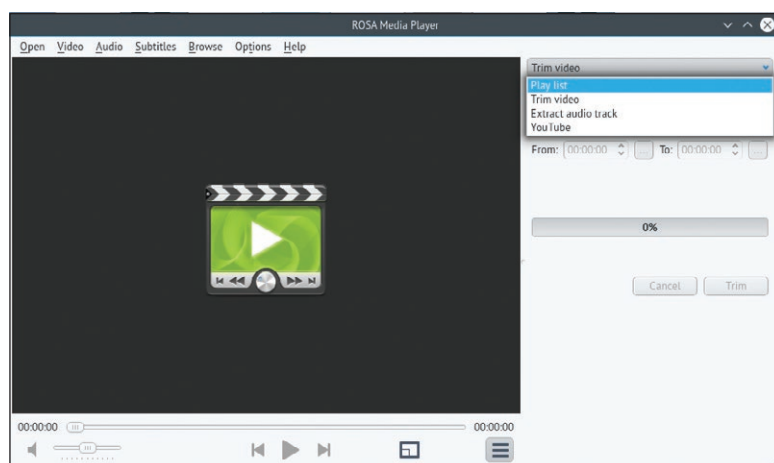 ROSA Media Player
Open Video Audio Subtitles Browse Options Help
Trim video
Play list
Trim video
Extract audio track
YouTube
From: 00:00:00 ... To: 00:00:00 ...
0%
Cancel Trim
00:00:00 00:00:00